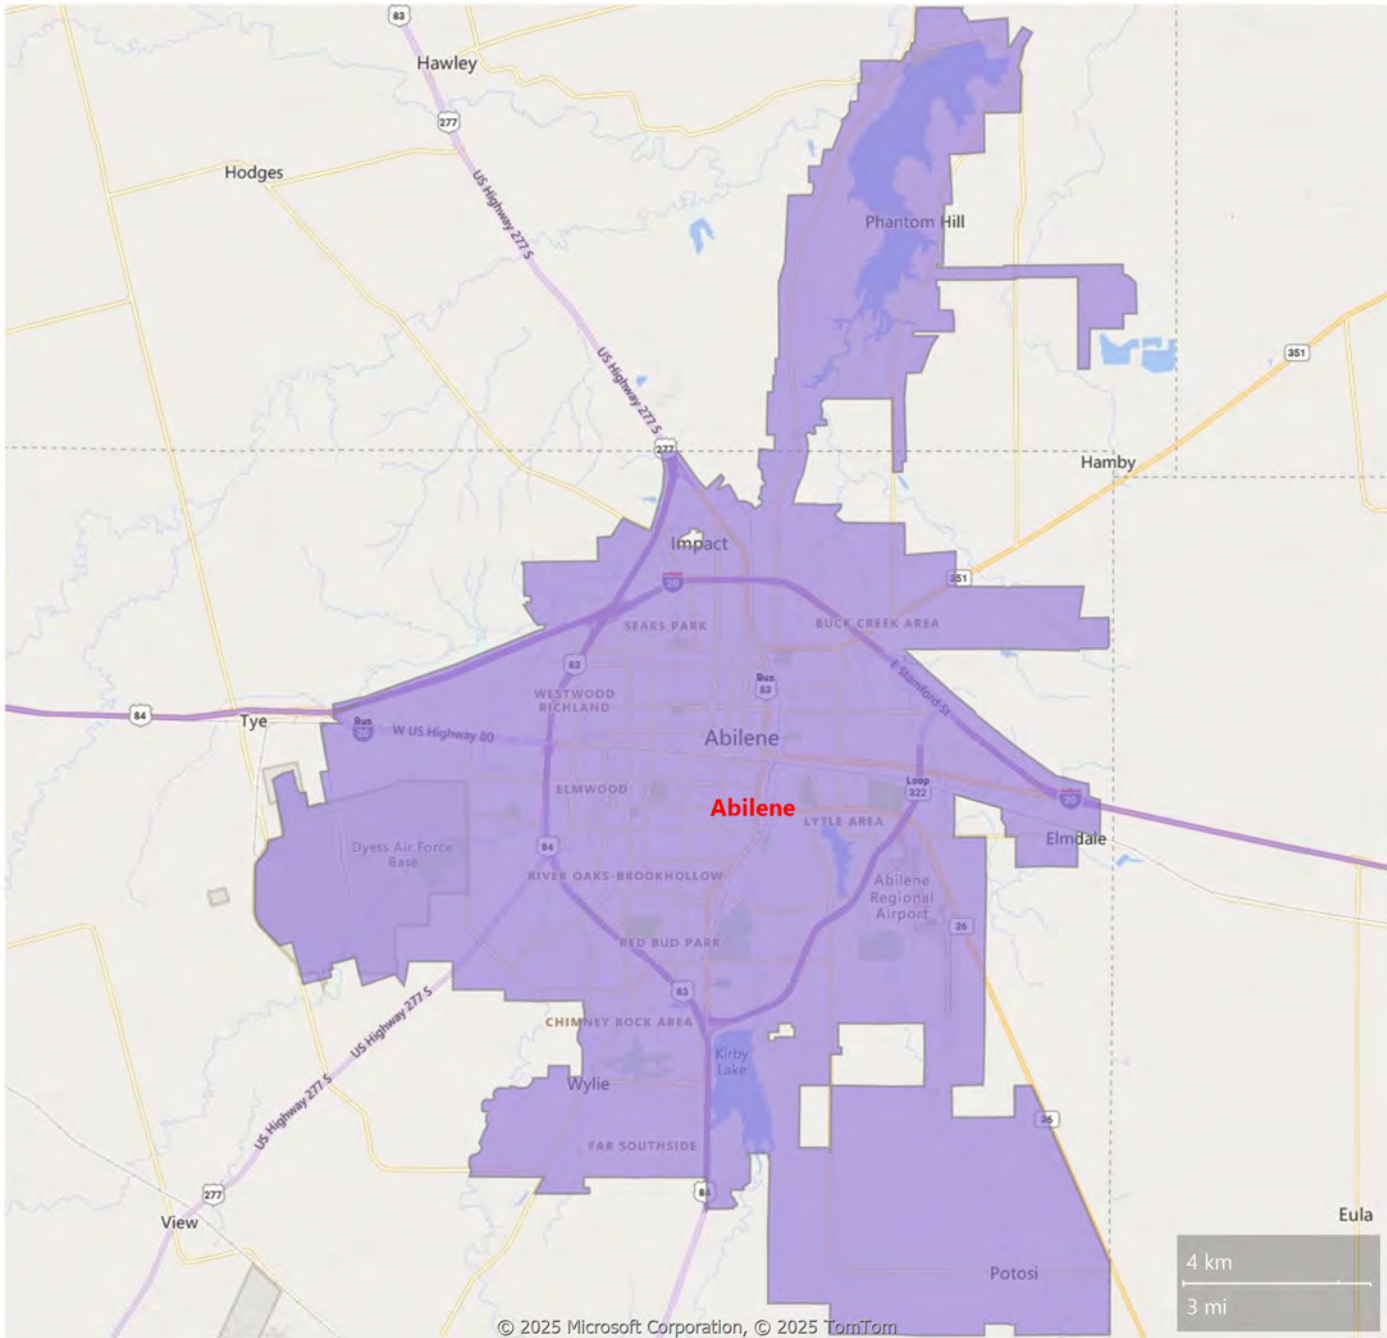 83
Hawley
277
Hodges
US Highway 277 S
Phantom Hill
351
US Highway 277 S
277
Hamby
Impact
20
351
SEARS PARK
BUCK CREEK AREA
83
E Stamford St
Bus
83
WESTWOOD
RICHLAND
84
Tye
Bus
20
W US Highway 80
Abilene
ELMWOOD
Loop
322
20
Abilene
LYTLE AREA
Elmdale
Dyess Air Force
Base
84
RIVER OAKS-BROOKHOLLOW
Abilene
Regional
Airport
36
RED BUD PARK
83
US Highway 277 S
CHIMNEY ROCK AREA
Kirby
Lake
Wylie
US Highway 277 S
36
FAR SOUTHSIDE
277
84
View
Eula
Potosi
4 km
3 mi
© 2025 Microsoft Corporation, © 2025 TomTom